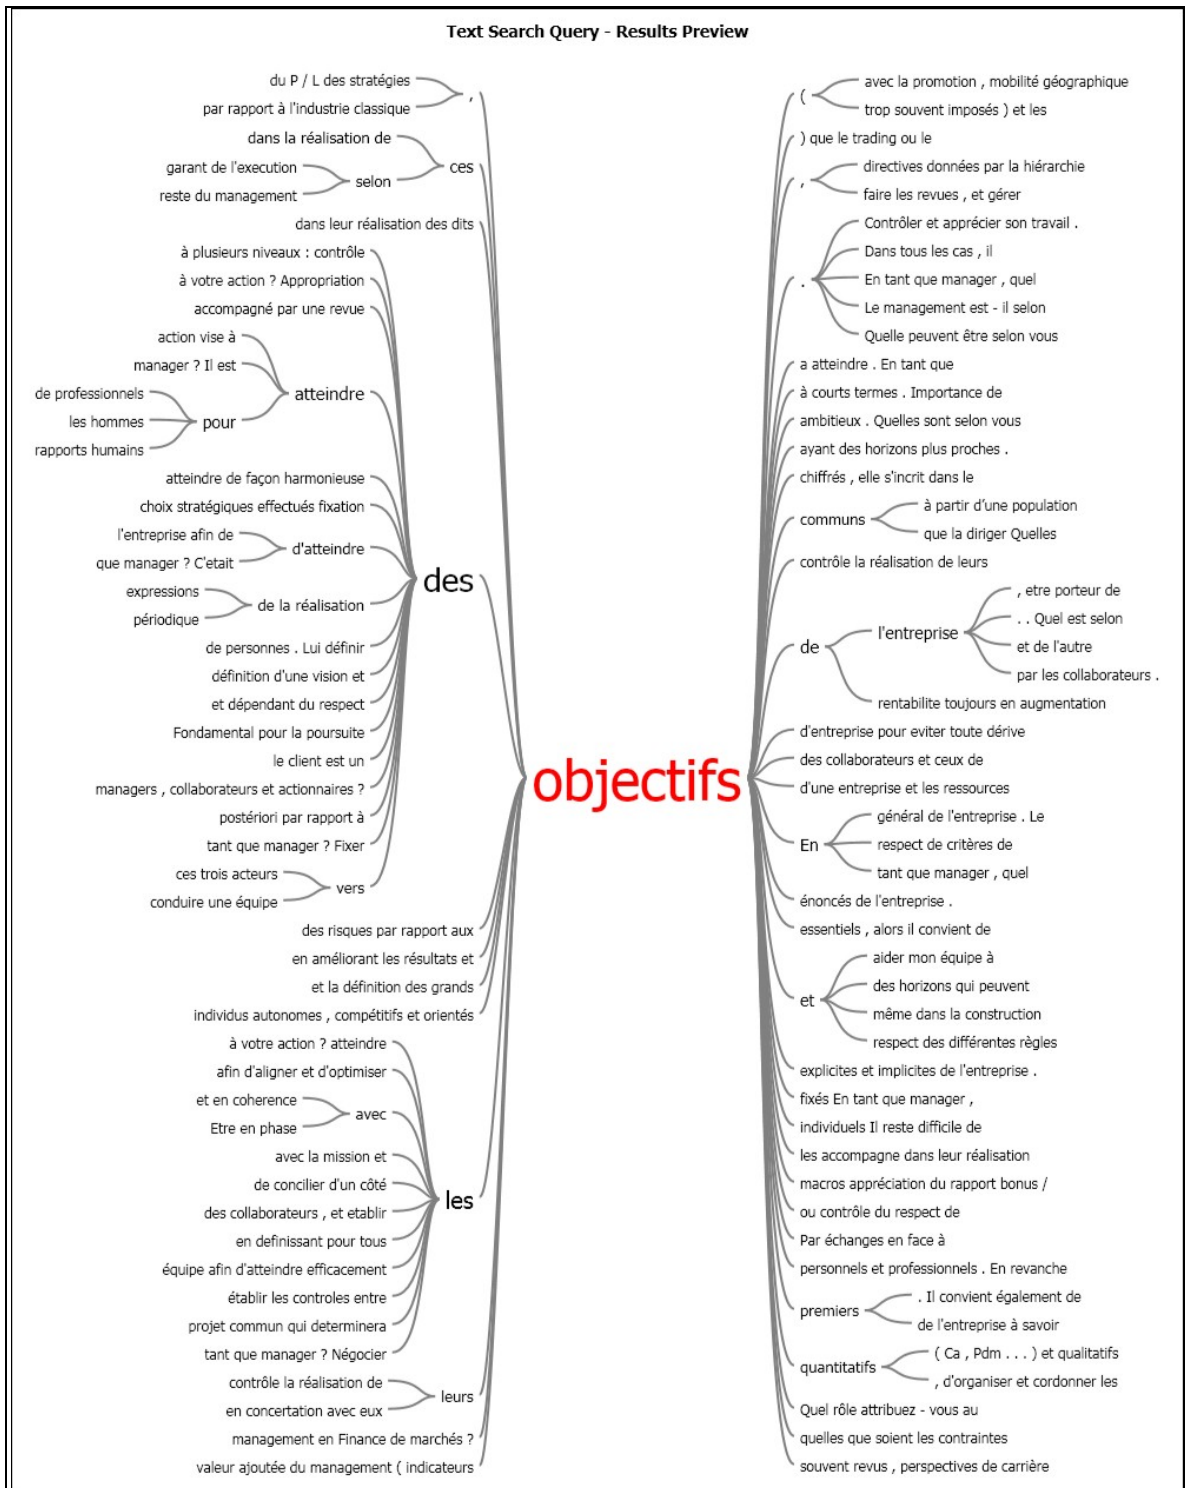 Text Search Query - Results Preview
du P / L des stratégies
par rapport à l'industrie classique
,
dans la réalisation de
garant de l'execution
reste du management
selon
ces
dans leur réalisation des dits
à plusieurs niveaux : contrôle
à votre action ? Appropriation
accompagné par une revue
action vise à
manager ? Il est
de professionnels
les hommes
rapports humains
pour
atteindre
atteindre de façon harmonieuse
choix stratégiques effectués fixation
l'entreprise afin de
que manager ? C'etait
d'atteindre
expressions
périodique
de la réalisation
de personnes . Lui définir
définition d'une vision et
et dépendant du respect
Fondamental pour la poursuite
le client est un
managers , collaborateurs et actionnaires ?
postériori par rapport à
tant que manager ? Fixer
ces trois acteurs
conduire une équipe
vers
des
des risques par rapport aux
en améliorant les résultats et
et la définition des grands
individus autonomes , compétitifs et orientés
à votre action ? atteindre
afin d'aligner et d'optimiser
et en coherence
Etre en phase
avec
avec la mission et
de concilier d'un côté
des collaborateurs , et etablir
en definissant pour tous
équipe afin d'atteindre efficacement
établir les controles entre
projet commun qui determinera
tant que manager ? Négocier
les
contrôle la réalisation de
en concertation avec eux
leurs
management en Finance de marchés ?
valeur ajoutée du management ( indicateurs
objectifs
(
avec la promotion , mobilité géographique
trop souvent imposés ) et les
) que le trading ou le
,
directives données par la hiérarchie
faire les revues , et gérer
.
Contrôler et apprécier son travail .
Dans tous les cas , il
En tant que manager , quel
Le management est - il selon
Quelle peuvent être selon vous
a atteindre . En tant que
à courts termes . Importance de
ambitieux . Quelles sont selon vous
ayant des horizons plus proches .
chiffrés , elle s'incrit dans le
communs
à partir d’une population
que la diriger Quelles
contrôle la réalisation de leurs
de
l'entreprise
, etre porteur de
. . Quel est selon
et de l'autre
par les collaborateurs .
rentabilite toujours en augmentation
d'entreprise pour eviter toute dérive
des collaborateurs et ceux de
d'une entreprise et les ressources
En
général de l'entreprise . Le
respect de critères de
tant que manager , quel
énoncés de l'entreprise .
essentiels , alors il convient de
et
aider mon équipe à
des horizons qui peuvent
même dans la construction
respect des différentes règles
explicites et implicites de l'entreprise .
fixés En tant que manager ,
individuels Il reste difficile de
les accompagne dans leur réalisation
macros appréciation du rapport bonus /
ou contrôle du respect de
Par échanges en face à
personnels et professionnels . En revanche
premiers
. Il convient également de
de l'entreprise à savoir
quantitatifs
( Ca , Pdm . . . ) et qualitatifs
, d'organiser et cordonner les
Quel rôle attribuez - vous au
quelles que soient les contraintes
souvent revus , perspectives de carrière